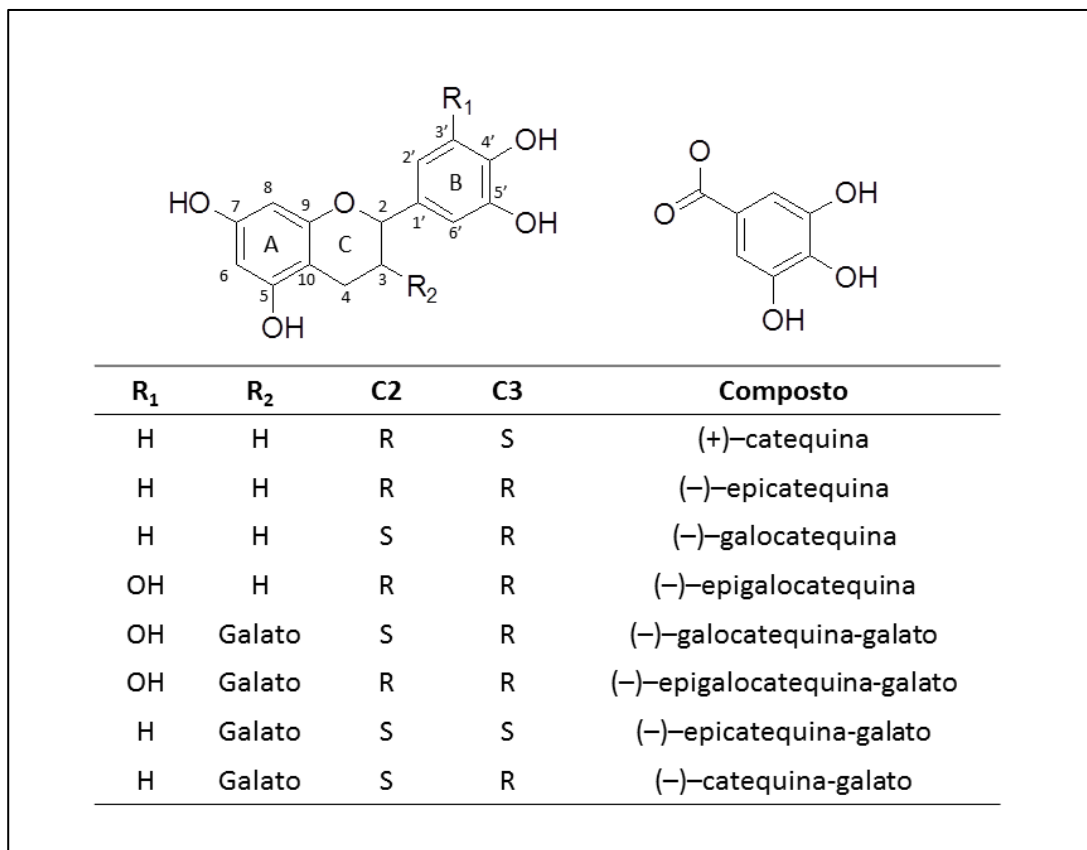 R₁
3' 4' OH
2' B
5'
8 1' OH
HO 7 9 O 2 6'
A C
6 10 3
5 4 R₂
OH
O
O OH
OH
OH
R₁ R₂ C2 C3 Composto
H H R S (+)–catequina
H H R R (–)–epicatequina
H H S R (–)–galocatequina
OH H R R (–)–epigalocatequina
OH Galato S R (–)–galocatequina-galato
OH Galato R R (–)–epigalocatequina-galato
H Galato S S (–)–epicatequina-galato
H Galato S R (–)–catequina-galato